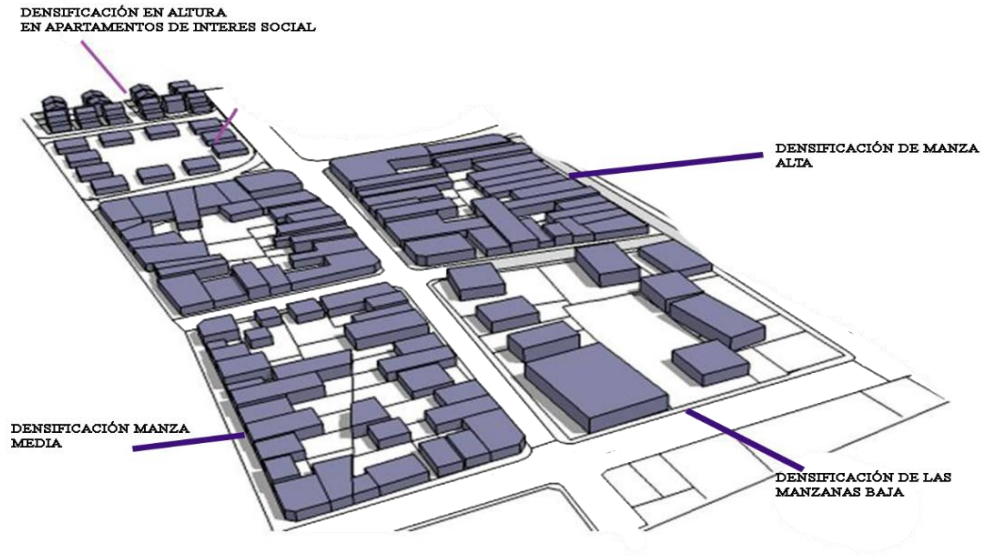 DENSIFICACIÓN EN ALTURA
EN APARTAMENTOS DE INTERES SOCIAL
DENSIFICACIÓN DE MANZA
ALTA
DENSIFICACIÓN MANZA
MEDIA
DENSIFICACIÓN DE LAS
MANZANAS BAJA